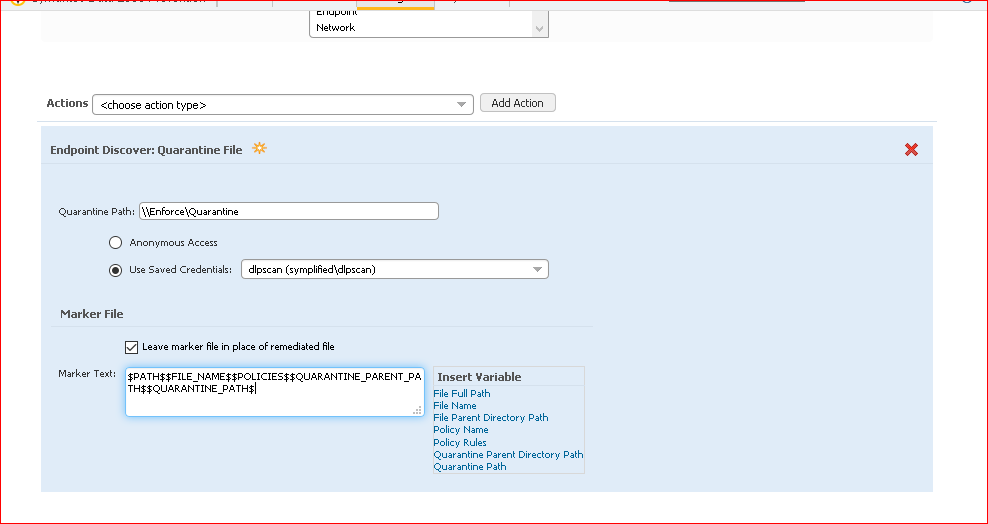 Endpoint
Network
Actions <choose action type> Add Action
Endpoint Discover: Quarantine File
Quarantine Path: \\Enforce\Quarantine
Anonymous Access
Use Saved Credentials: dlpscan (symplified\dlpscan)
Marker File
Leave marker file in place of remediated file
Marker Text: $PATH$$FILE_NAME$$POLICIES$$QUARANTINE_PARENT_PA
TH$$QUARANTINE_PATH$
Insert Variable
File Full Path
File Name
File Parent Directory Path
Policy Name
Policy Rules
Quarantine Parent Directory Path
Quarantine Path